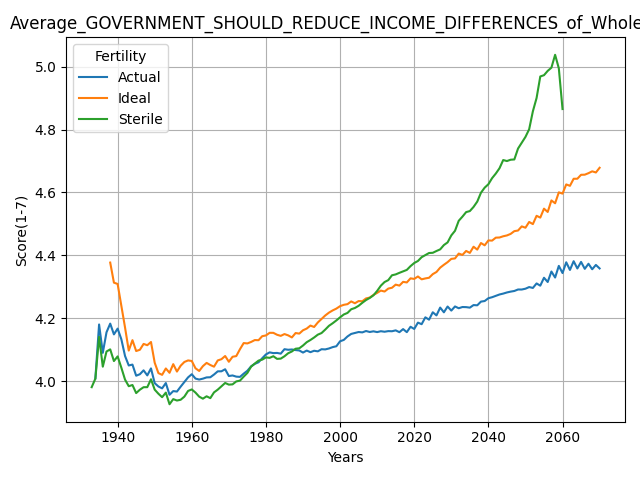 Average_GOVERNMENT_SHOULD_REDUCE_INCOME_DIFFERENCES_of_Whole
Fertility
Actual
Ideal
Sterile
5.0
4.8
4.6
4.4
4.2
4.0
Score(1-7)
1940 1960 1980 2000 2020 2040 2060
Years